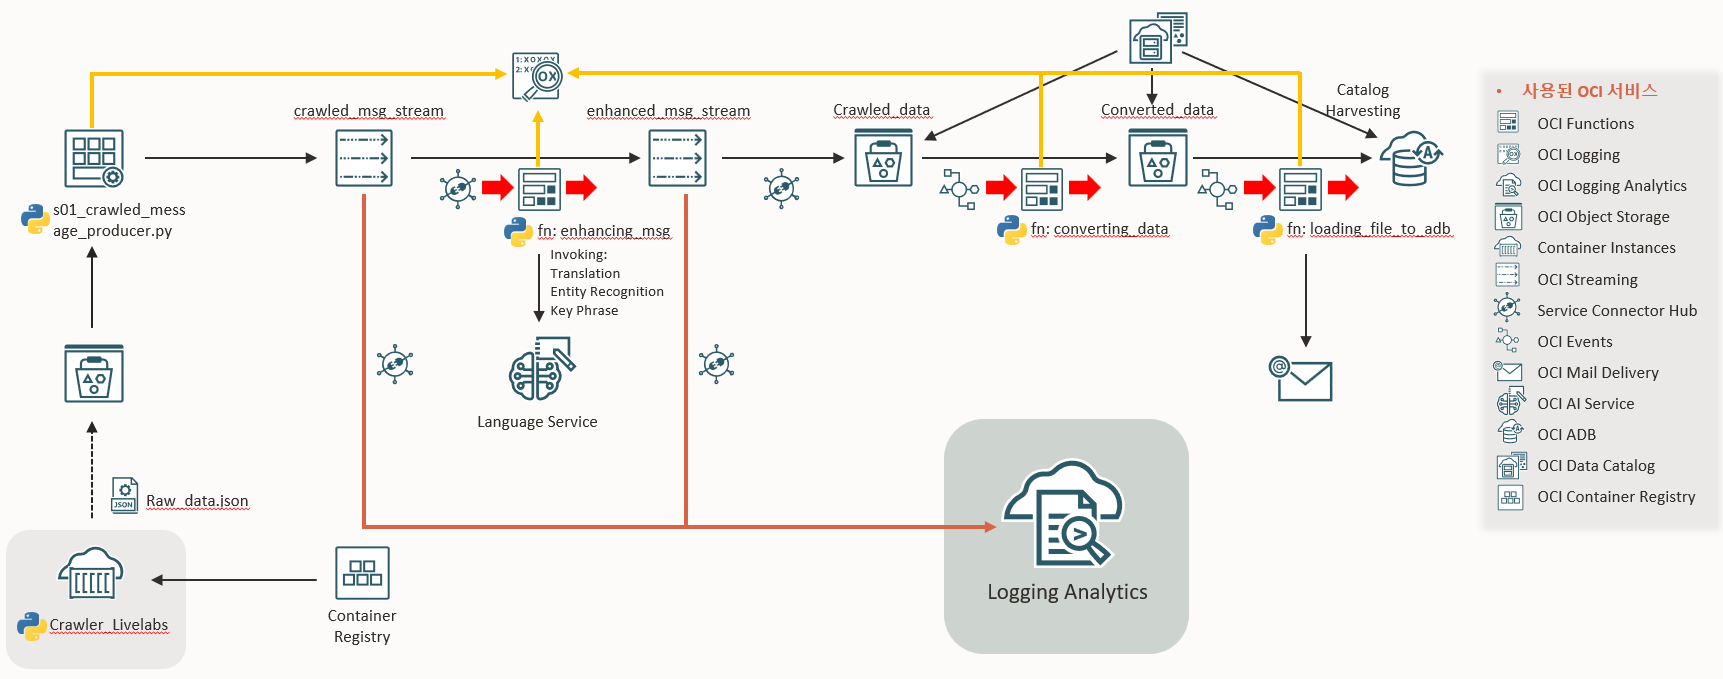 crawled_msg_stream
enhanced_msg_stream
Crawled_data
Converted_data
Catalog
Harvesting
1: XOXOX
2: X
OX
A
s01_crawled_mess
age_producer.py
fn: enhancing_msg
Invoking:
Translation
Entity Recognition
Key Phrase
fn: converting_data
fn: loading_file_to_adb
@
Language Service
JSON
Raw_data.json
Crawler_Livelabs
Container
Registry
>
Logging Analytics
• 사용된 OCI 서비스
OCI Functions
OCI Logging
OCI Logging Analytics
OCI Object Storage
Container Instances
OCI Streaming
Service Connector Hub
OCI Events
OCI Mail Delivery
OCI AI Service
OCI ADB
OCI Data Catalog
OCI Container Registry